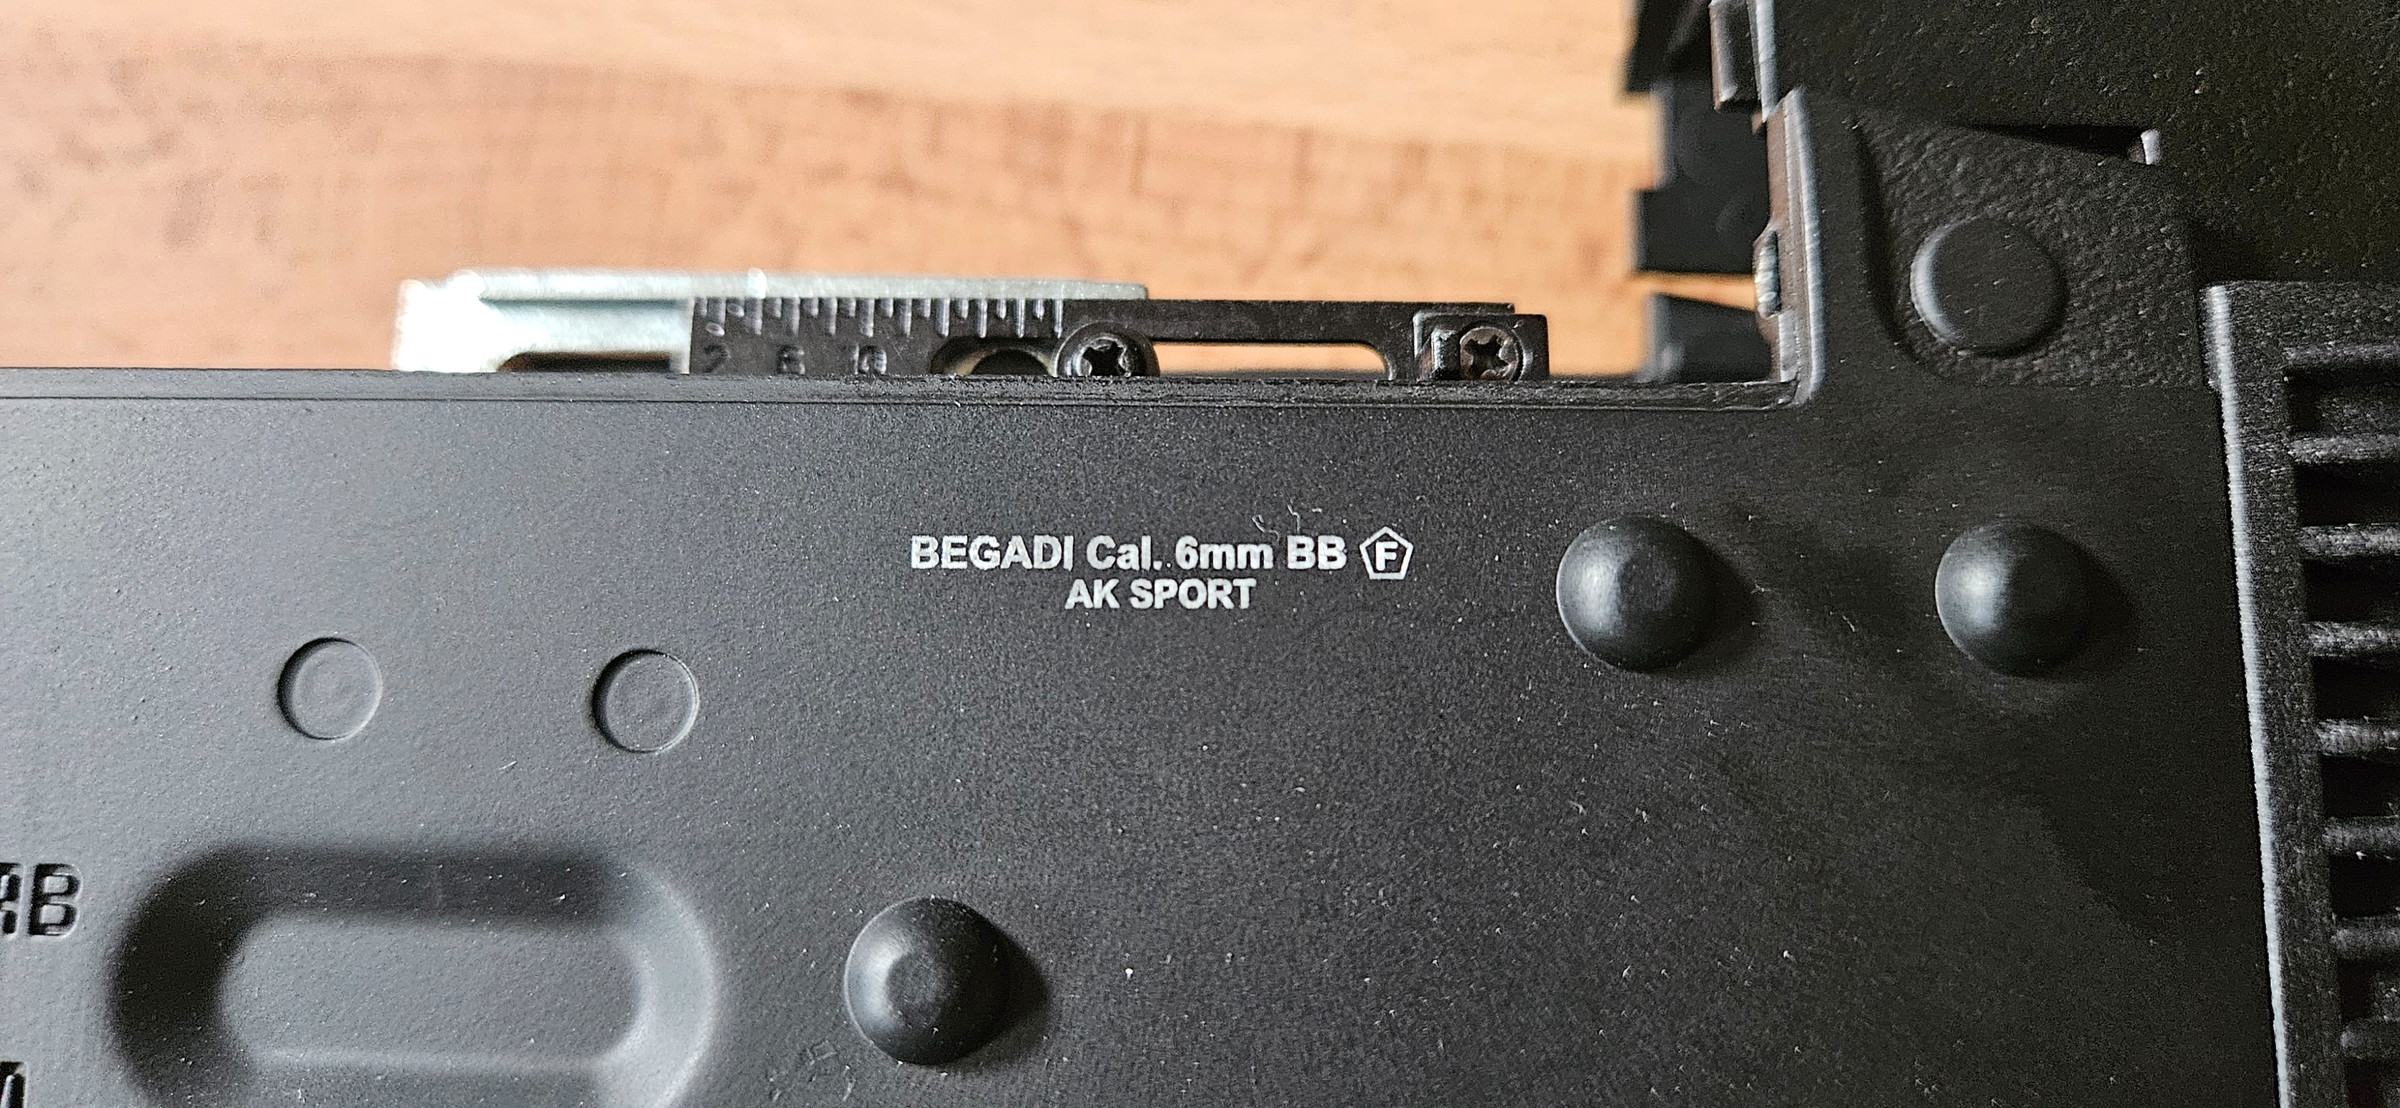 2 6 10
BEGADI Cal. 6mm BB F
AK SPORT